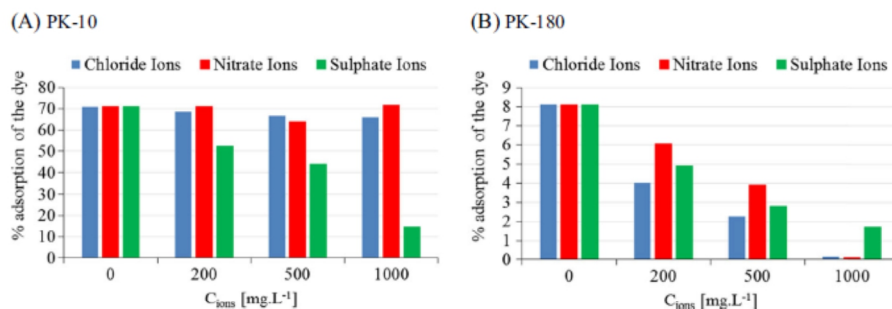 (A) PK-10
Chloride Ions Nitrate Ions Sulphate Ions
% adsorption of the dye
80
70
60
50
40
30
20
10
0
0 200 500 1000
Cions [mg.L-1]
(B) PK-180
Chloride Ions Nitrate Ions Sulphate Ions
% adsorption of the dye
9
8
7
6
5
4
3
2
1
0
0 200 500 1000
Cions [mg.L-1]